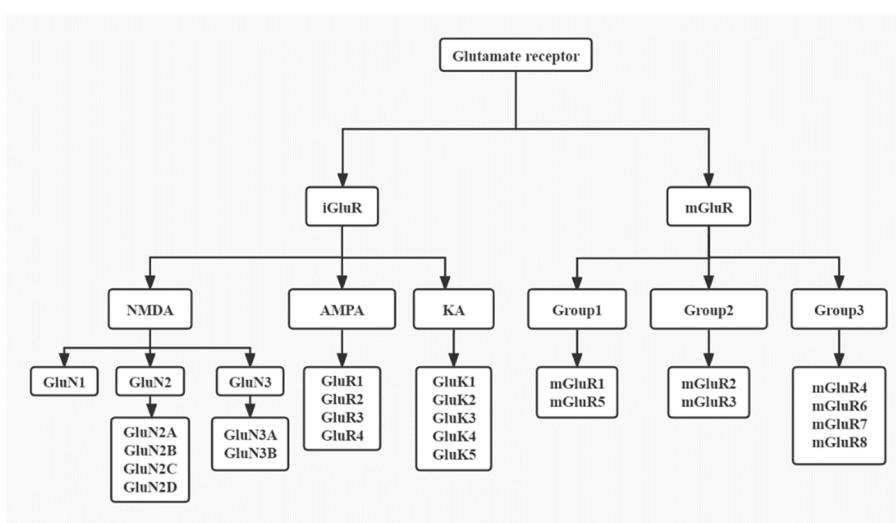 Glutamate receptor
iGluR
mGluR
NMDA
AMPA
KA
Group1
Group2
Group3
GluN1
GluN2
GluN3
GluN2A
GluN2B
GluN2C
GluN2D
GluN3A
GluN3B
GluR1
GluR2
GluR3
GluR4
GluK1
GluK2
GluK3
GluK4
GluK5
mGluR1
mGluR5
mGluR2
mGluR3
mGluR4
mGluR6
mGluR7
mGluR8